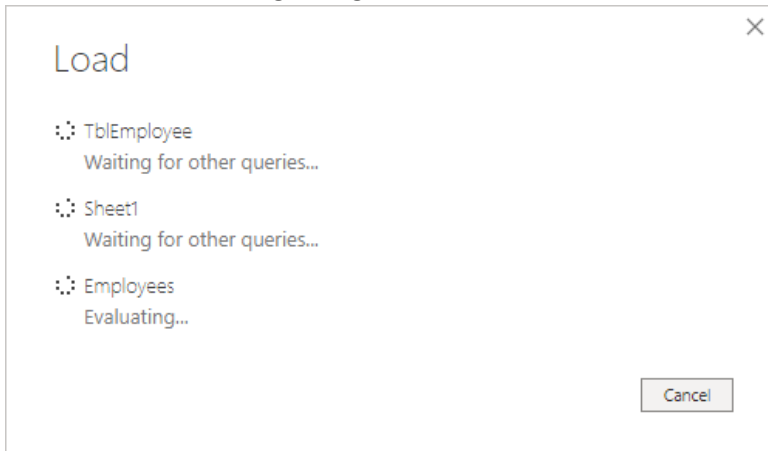 Load
TblEmployee
Waiting for other queries...
Sheet1
Waiting for other queries...
Employees
Evaluating...
Cancel